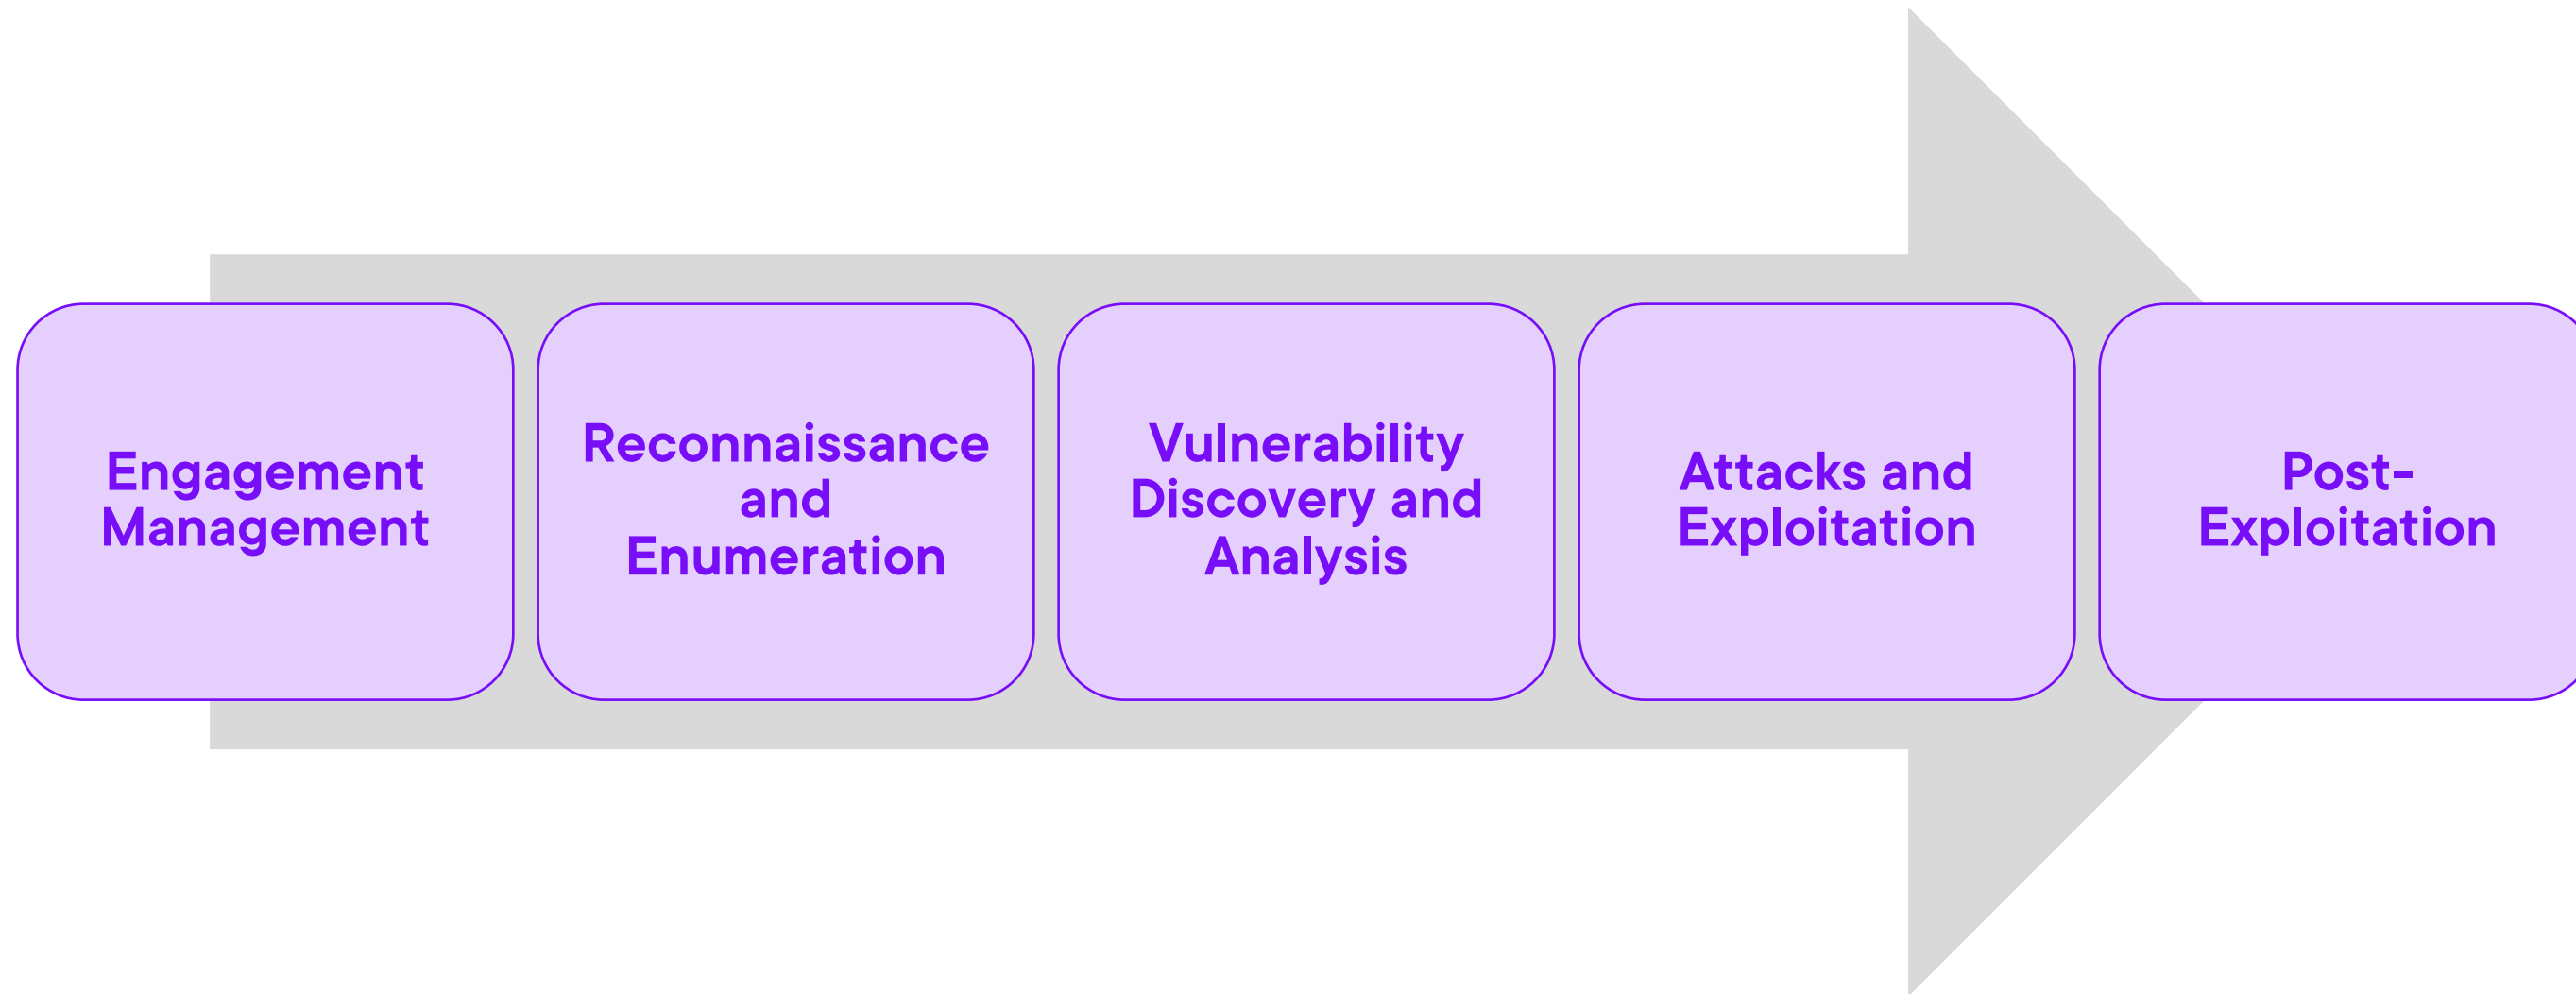 Engagement
Management
Reconnaissance
and
Enumeration
Vulnerability
Discovery and
Analysis
Attacks and
Exploitation
Post-
Exploitation